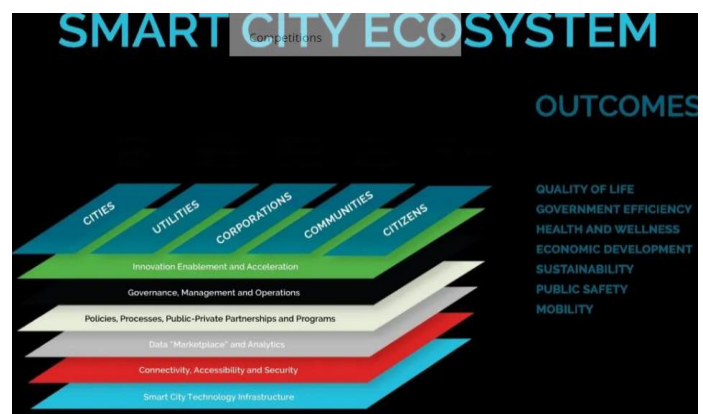 SMART CITY ECOSYSTEM
Competitions >
OUTCOMES
CITIES
UTILITIES
CORPORATIONS
COMMUNITIES
CITIZENS
Innovation Enablement and Acceleration
Governance, Management and Operations
Policies, Processes, Public-Private Partnerships and Programs
Data "Marketplace" and Analytics
Connectivity, Accessibility and Security
Smart City Technology Infrastructure
QUALITY OF LIFE
GOVERNMENT EFFICIENCY
HEALTH AND WELLNESS
ECONOMIC DEVELOPMENT
SUSTAINABILITY
PUBLIC SAFETY
MOBILITY